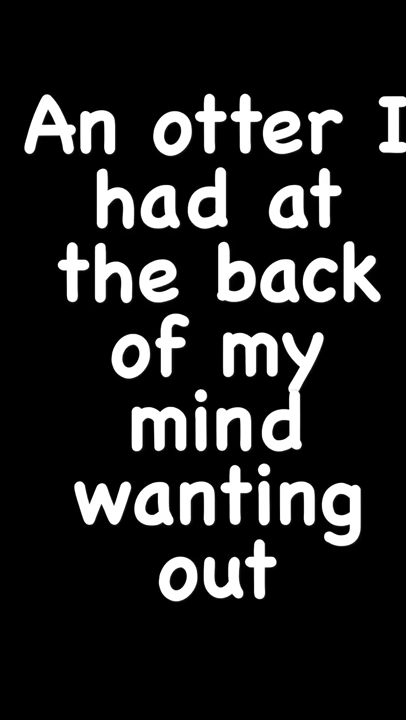 An otter I
had at
the back
of my
mind
wanting
out